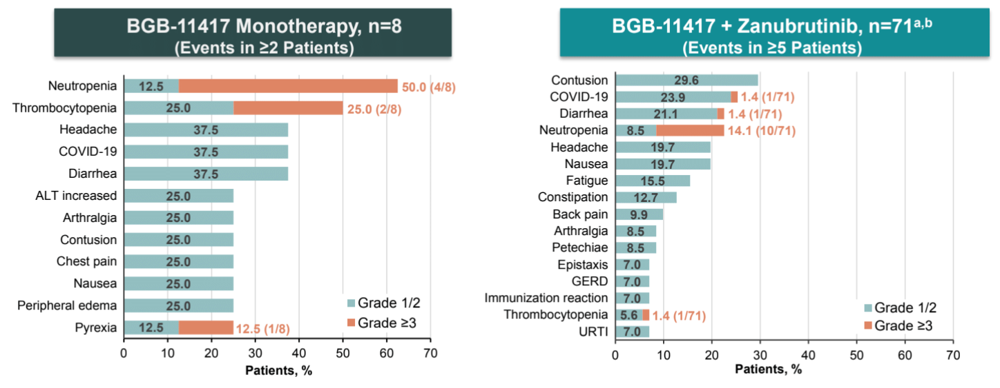 BGB-11417 Monotherapy, n=8
(Events in ≥2 Patients)
Neutropenia 12.5 50.0 (4/8)
Thrombocytopenia 25.0 25.0 (2/8)
Headache 37.5
COVID-19 37.5
Diarrhea 37.5
ALT increased 25.0
Arthralgia 25.0
Contusion 25.0
Chest pain 25.0
Nausea 25.0
Peripheral edema 25.0
Pyrexia 12.5 12.5 (1/8)
Grade 1/2
Grade ≥3
0 10 20 30 40 50 60 70
Patients, %
BGB-11417 + Zanubrutinib, n=71a,b
(Events in ≥5 Patients)
Contusion 29.6
COVID-19 23.9 1.4 (1/71)
Diarrhea 21.1 1.4 (1/71)
Neutropenia 8.5 14.1 (10/71)
Headache 19.7
Nausea 19.7
Fatigue 15.5
Constipation 12.7
Back pain 9.9
Arthralgia 8.5
Petechiae 8.5
Epistaxis 7.0
GERD 7.0
Immunization reaction 7.0
Thrombocytopenia 5.6 1.4 (1/71)
URTI 7.0
Grade 1/2
Grade ≥3
0 10 20 30 40 50 60 70
Patients, %